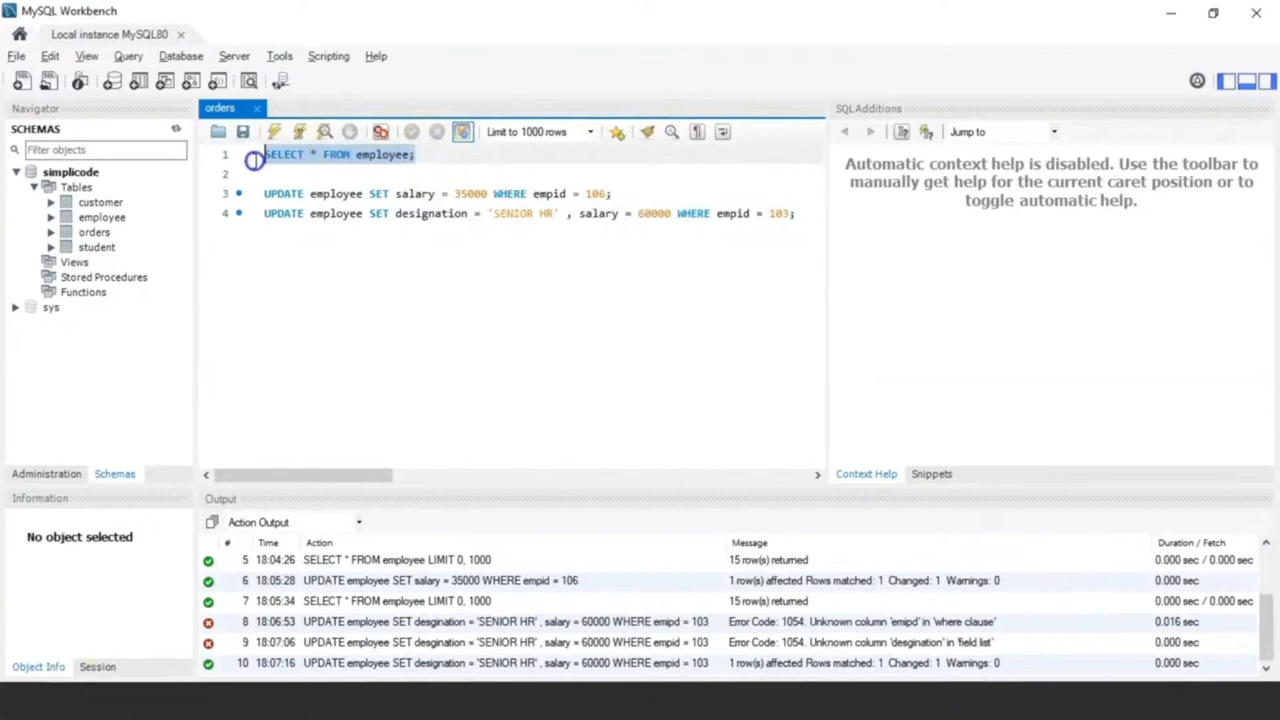 MySQL Workbench
Local instance MySQL80
File Edit View Query Database Server Tools Scripting Help
Navigator
SCHEMAS
Filter objects
simplicode
Tables
customer
employee
orders
student
Views
Stored Procedures
Functions
sys
Administration Schemas
Information
No object selected
Object Info Session
orders
Limit to 1000 rows
1 SELECT * FROM employee;
2
3 UPDATE employee SET salary = 35000 WHERE empid = 106;
4 UPDATE employee SET designation = 'SENIOR HR' , salary = 60000 WHERE empid = 103;
SQLAdditions
Jump to
Automatic context help is disabled. Use the toolbar to
manually get help for the current caret position or to
toggle automatic help.
Context Help Snippets
Output
Action Output
# Time Action Message Duration / Fetch
5 18:04:26 SELECT * FROM employee LIMIT 0, 1000 15 row(s) returned 0.000 sec / 0.000 sec
6 18:05:28 UPDATE employee SET salary = 35000 WHERE empid = 106 1 row(s) affected Rows matched: 1 Changed: 1 Warnings: 0 0.000 sec
7 18:05:34 SELECT * FROM employee LIMIT 0, 1000 15 row(s) returned 0.000 sec / 0.000 sec
8 18:06:53 UPDATE employee SET desgination = 'SENIOR HR' , salary = 60000 WHERE empid = 103 Error Code: 1054. Unknown column 'emipd' in 'where clause' 0.016 sec
9 18:07:06 UPDATE employee SET desgination = 'SENIOR HR' , salary = 60000 WHERE empid = 103 Error Code: 1054. Unknown column 'desgination' in 'field list' 0.000 sec
10 18:07:16 UPDATE employee SET designation = 'SENIOR HR' , salary = 60000 WHERE empid = 103 1 row(s) affected Rows matched: 1 Changed: 1 Warnings: 0 0.000 sec